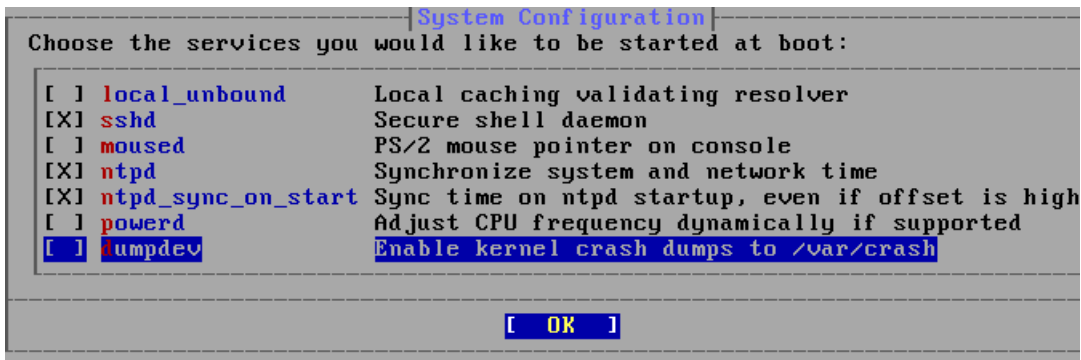 System Configuration
Choose the services you would like to be started at boot:
[ ] local_unbound Local caching validating resolver
[X] sshd Secure shell daemon
[ ] moused PS/2 mouse pointer on console
[X] ntpd Synchronize system and network time
[X] ntpd_sync_on_start Sync time on ntpd startup, even if offset is high
[ ] powerd Adjust CPU frequency dynamically if supported
[ ] dumpdev Enable kernel crash dumps to /var/crash
[ OK ]